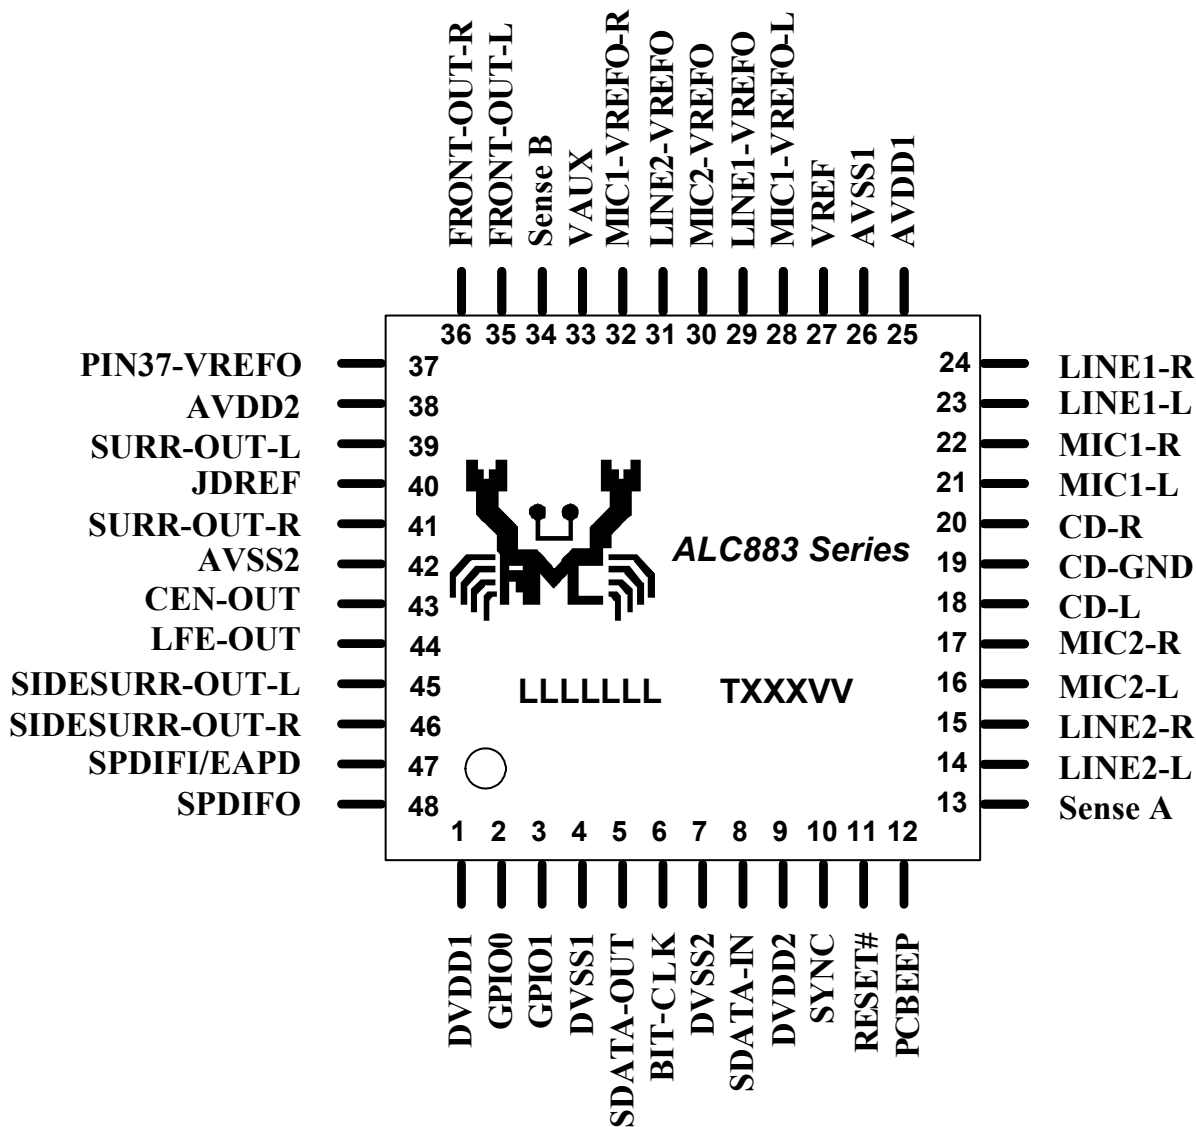 FRONT-OUT-R
FRONT-OUT-L
Sense B
VAUX
MIC1-VREFO-R
LINE2-VREFO
MIC2-VREFO
LINE1-VREFO
MIC1-VREFO-L
VREF
AVSS1
AVDD1
36 35 34 33 32 31 30 29 28 27 26 25
PIN37-VREFO 37 24 LINE1-R
AVDD2 38 23 LINE1-L
SURR-OUT-L 39 22 MIC1-R
JDREF 40 21 MIC1-L
SURR-OUT-R 41 20 CD-R
ALC883 Series
AVSS2 42 19 CD-GND
CEN-OUT 43 18 CD-L
LFE-OUT 44 17 MIC2-R
SIDESURR-OUT-L 45 LLLLLLL TXXXVV 16 MIC2-L
SIDESURR-OUT-R 46 15 LINE2-R
SPDIFI/EAPD 47 14 LINE2-L
SPDIFO 48 13 Sense A
1 2 3 4 5 6 7 8 9 10 11 12
DVDD1
GPIO0
GPIO1
DVSS1
SDATA-OUT
BIT-CLK
DVSS2
SDATA-IN
DVDD2
SYNC
RESET#
PCBEEP